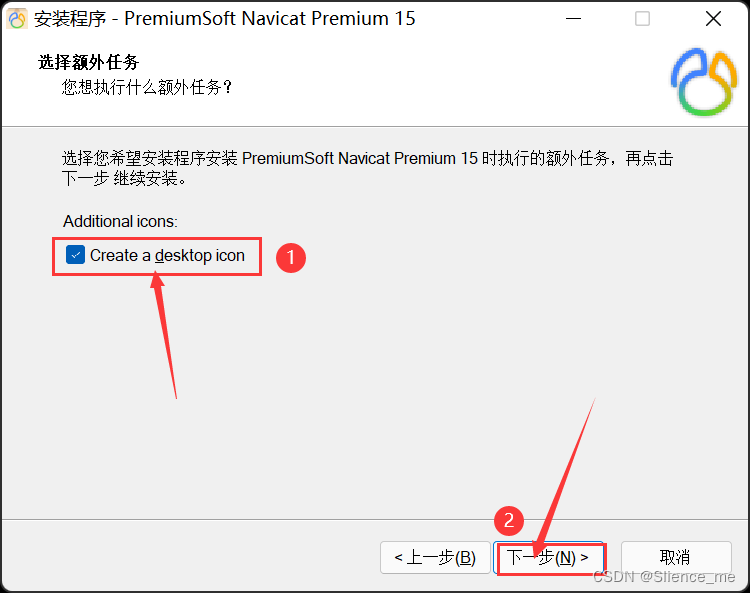 安装程序 - PremiumSoft Navicat Premium 15
选择额外任务
您想执行什么额外任务？
选择您希望安装程序安装 PremiumSoft Navicat Premium 15 时执行的额外任务，再点击
下一步 继续安装。
Additional icons:
Create a desktop icon
1
2
< 上一步(B)
下一步(N) >
取消
CSDN @SIlence_me